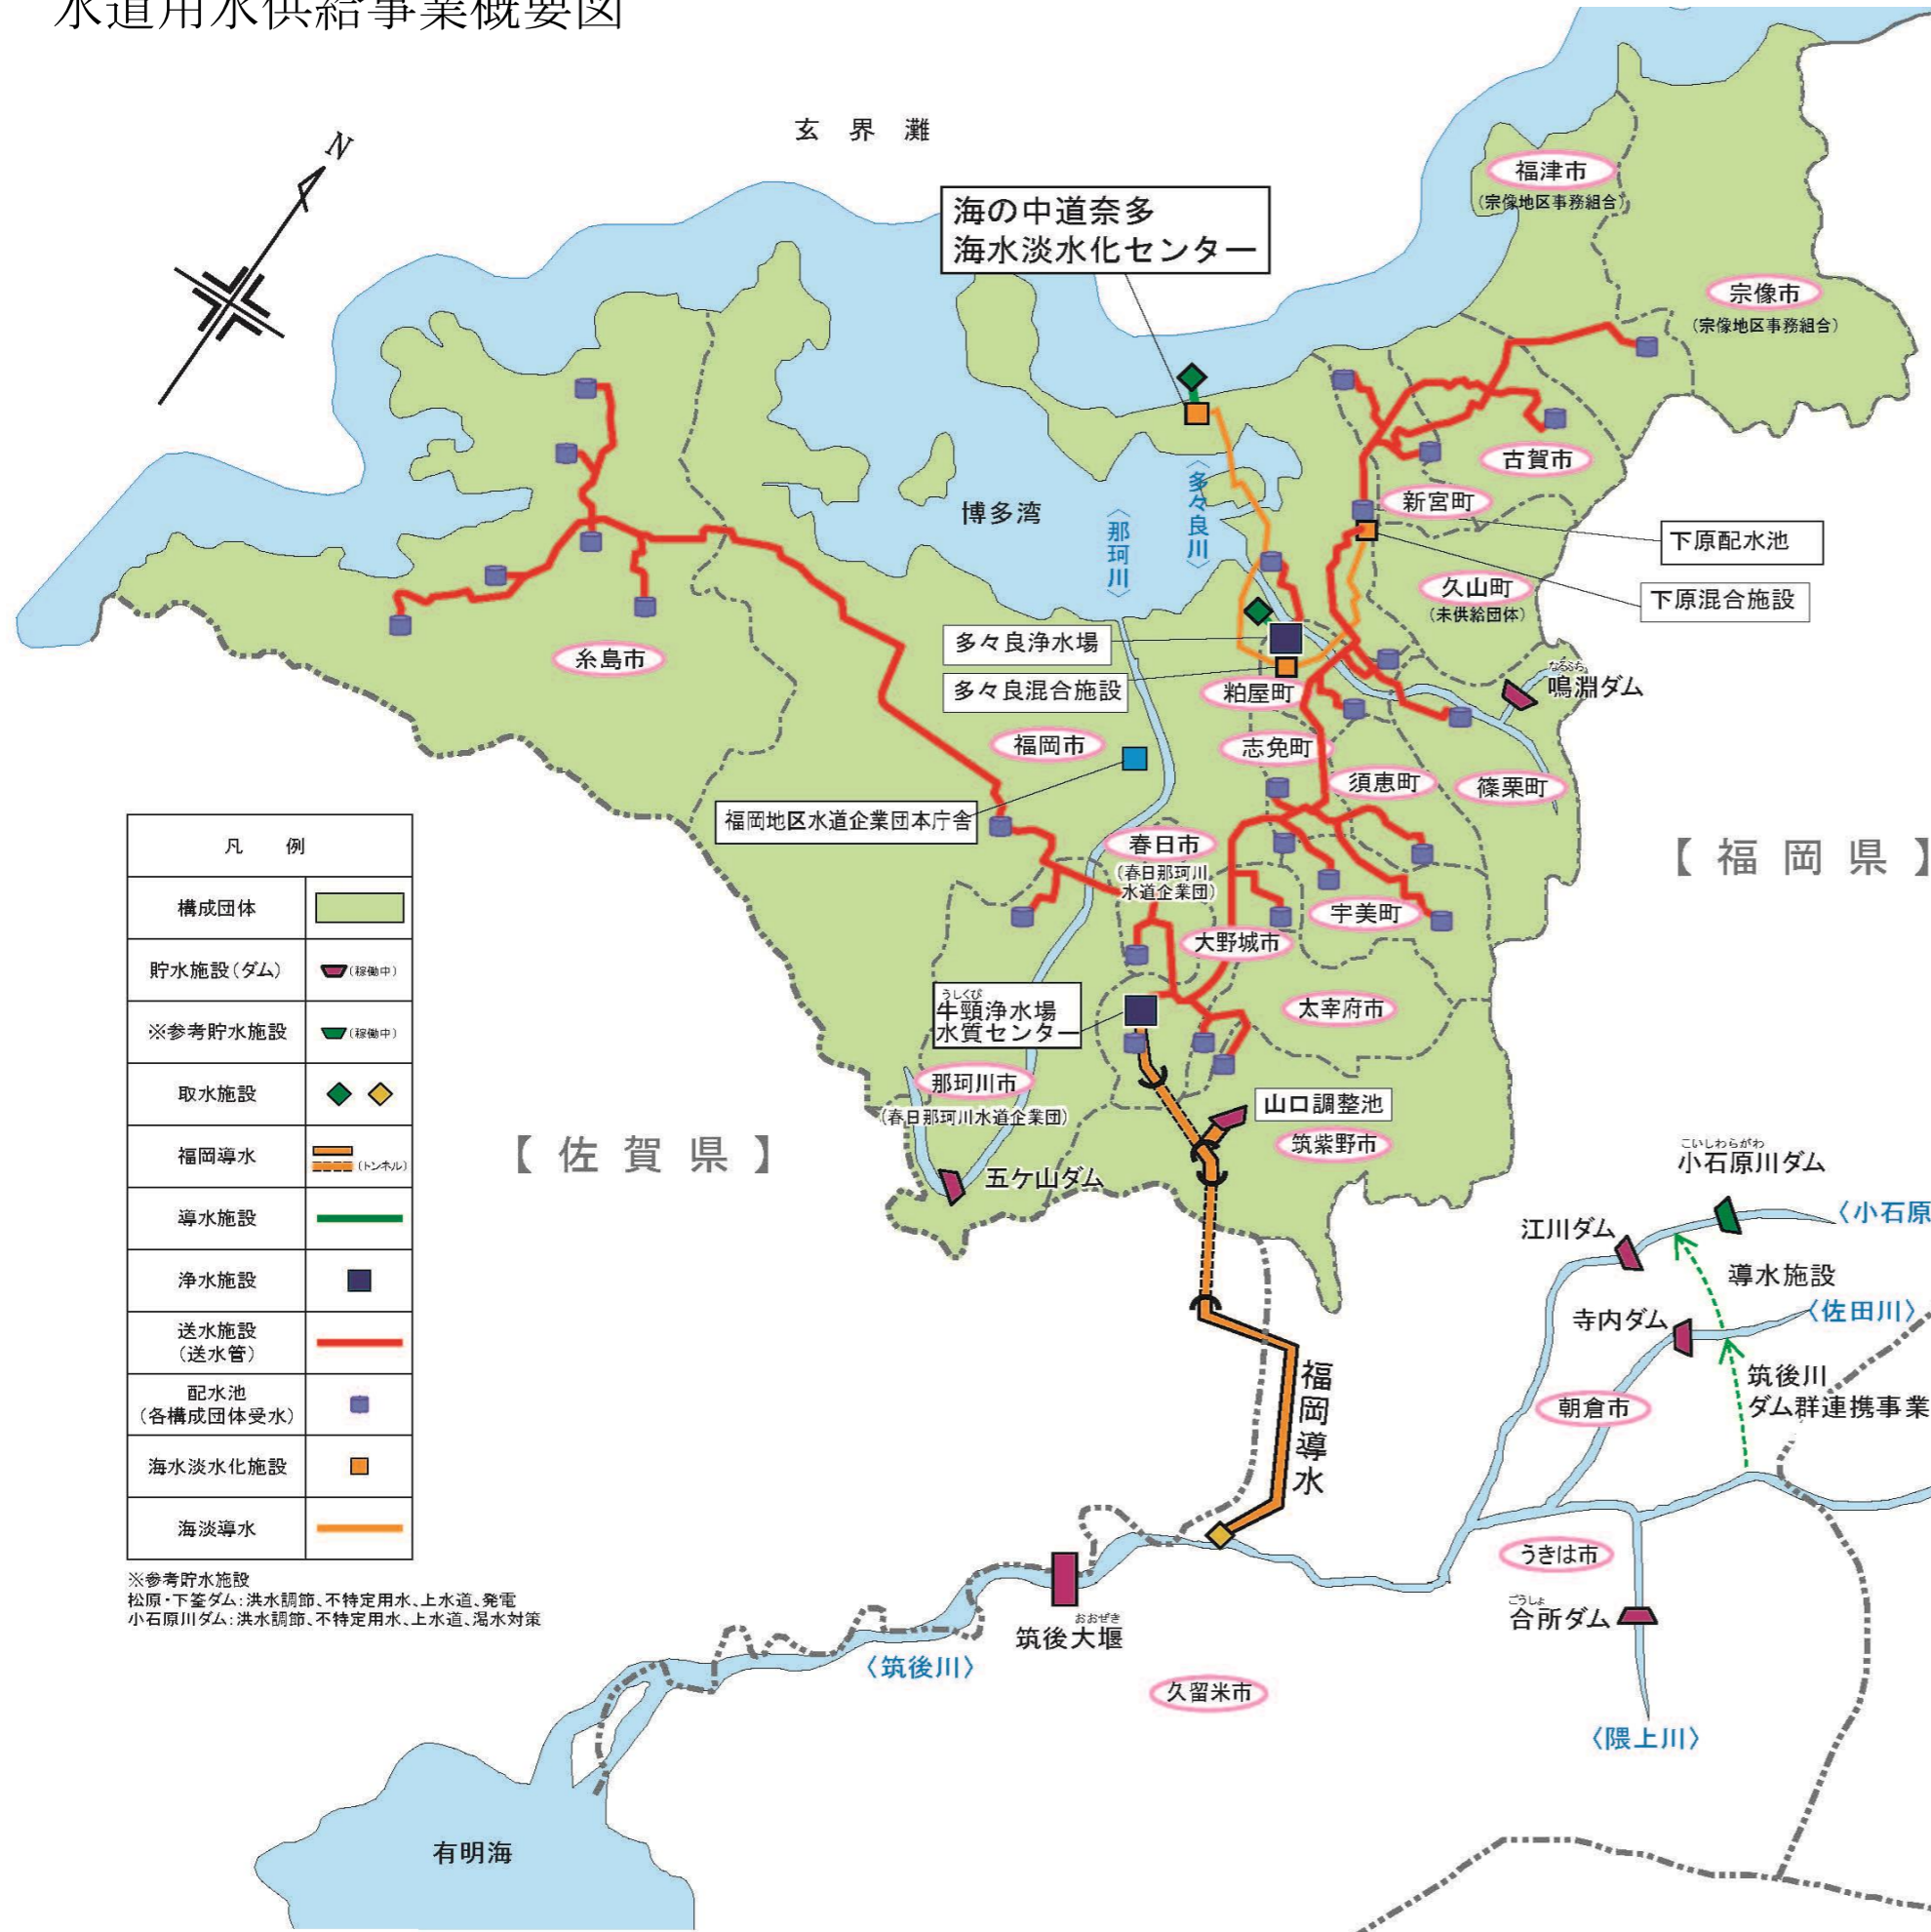 水道用水供給事業概要図
N
玄界灘
海の中道奈多
海水淡水化センター
福津市
(宗像地区事務組合)
宗像市
(宗像地区事務組合)
古賀市
新宮町
博多湾
〈那珂川〉
〈多々良川〉
下原配水池
久山町
(未供給団体)
下原混合施設
糸島市
多々良浄水場
多々良混合施設
粕屋町
なるふち
鳴淵ダム
福岡市
志免町
須恵町
篠栗町
福岡地区水道企業団本庁舎
春日市
(春日那珂川
水道企業団)
【福岡県】
宇美町
大野城市
太宰府市
うしくび
牛頸浄水場
水質センター
那珂川市
(春日那珂川水道企業団)
山口調整池
筑紫野市
【佐賀県】
五ケ山ダム
こいしわらがわ
小石原川ダム
江川ダム
〈小石原
導水施設
寺内ダム
〈佐田川〉
筑後川
ダム群連携事業
福岡導水
朝倉市
うきは市
ごうしょ
合所ダム
おおぜき
筑後大堰
〈筑後川〉
久留米市
〈隈上川〉
有明海
凡例
構成団体
貯水施設(ダム)
(稼働中)
※参考貯水施設
(稼働中)
取水施設
福岡導水
(トンネル)
導水施設
浄水施設
送水施設
(送水管)
配水池
(各構成団体受水)
海水淡水化施設
海淡導水
※参考貯水施設
松原・下筌ダム:洪水調節、不特定用水、上水道、発電
小石原川ダム:洪水調節、不特定用水、上水道、渇水対策